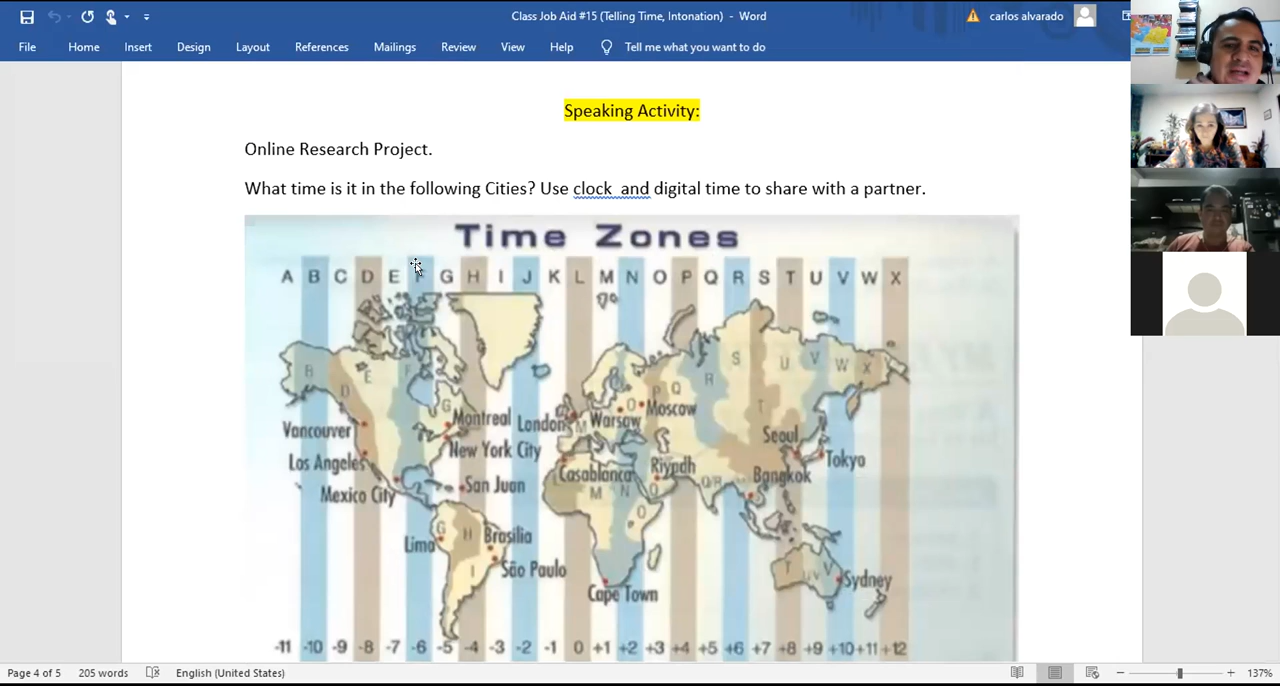 Class Job Aid #15 (Telling Time, Intonation) - Word
carlos alvarado
File Home Insert Design Layout References Mailings Review View Help Tell me what you want to do
Speaking Activity:
Online Research Project.
What time is it in the following Cities? Use clock and digital time to share with a partner.
Time Zones
A B C D E F G H I J K L M N O P Q R S T U V W X
B D E F G
M O P Q R S T U V W X
Montreal London Warsaw Moscow
Vancouver
New York City
Seoul
Los Angeles
Tokyo
Casablanca Riyadh Bangkok
Mexico City
San Juan
M N O Q/R
G H I
Lima
Brasília
São Paulo
Cape Town
T U V
Sydney
-11 -10 -9 -8 -7 -6 -5 -4 -3 -2 -1 0 +1 +2 +3 +4 +5 +6 +7 +8 +9 +10 +11 +12
Page 4 of 5 205 words English (United States) 137%